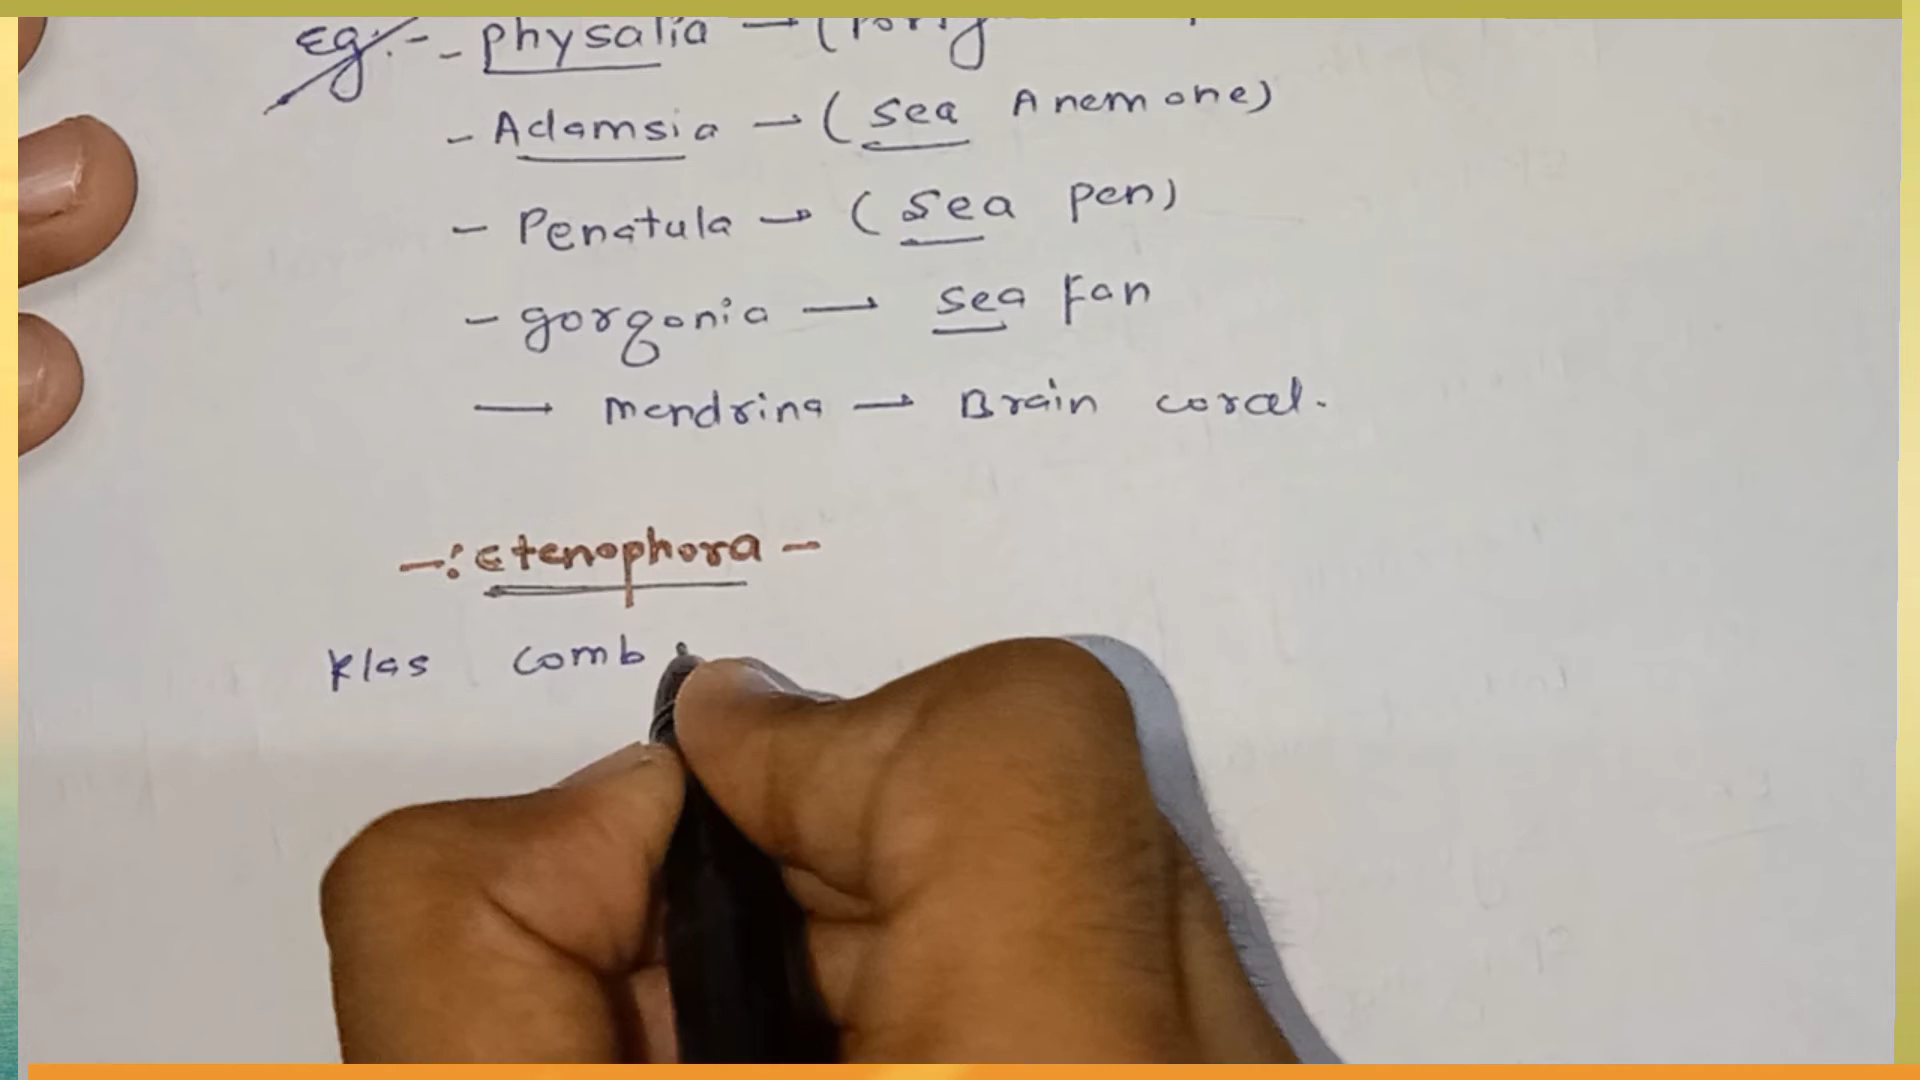 Eg:- - Physalia → (
- Adamsia → (sea Anemone)
- Penatula → (sea pen)
- gorgonia → sea Fan
→ mendrina → Brain coral.
-: ctenophora -
klas comb